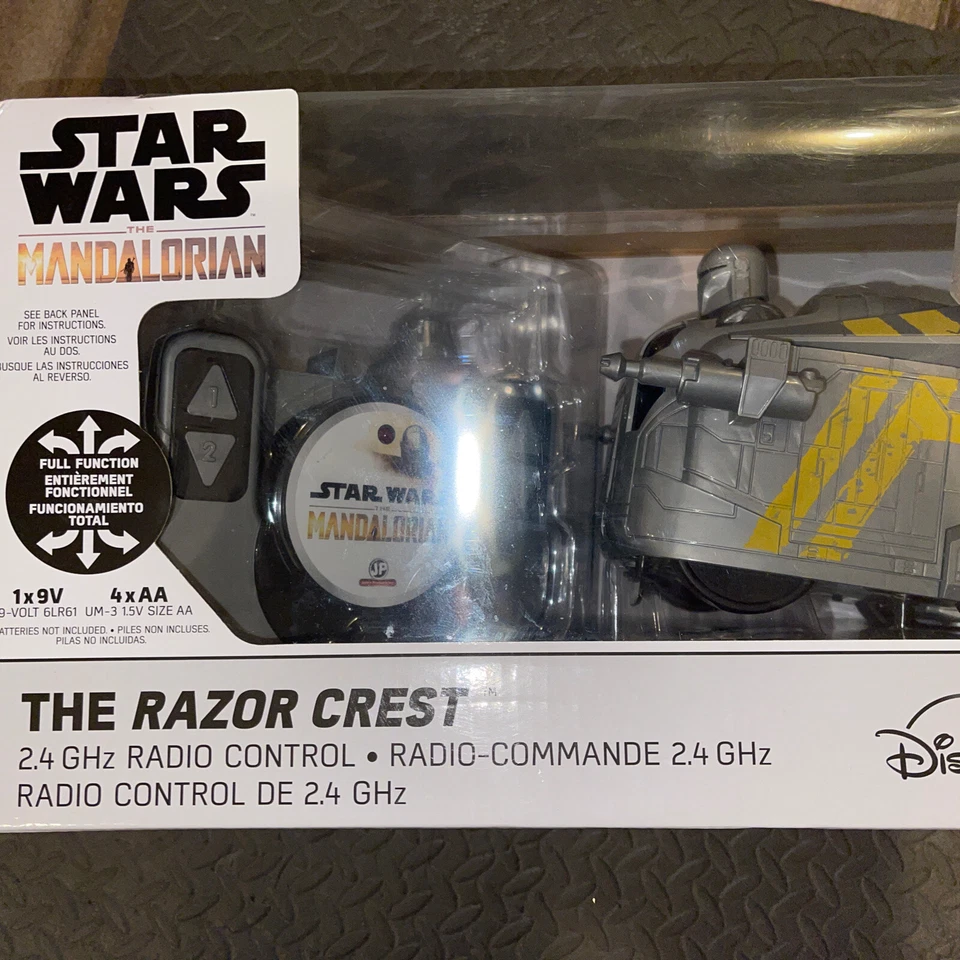 STAR
WARS
THE
MANDALORIAN
SEE BACK PANEL
FOR INSTRUCTIONS.
VOIR LES INSTRUCTIONS
AU DOS.
BUSQUE LAS INSTRUCCIONES
AL REVERSO.
1
2
FULL FUNCTION
ENTIÈREMENT
FONCTIONNEL
FUNCIONAMIENTO
TOTAL
STAR WARS
THE
MANDALORIAN
JP
1x9V 4xAA
9-VOLT 6LR61 UM-3 1.5V SIZE AA
BATTERIES NOT INCLUDED. • PILES NON INCLUSES.
PILAS NO INCLUIDAS.
THE RAZOR CREST™
2.4 GHz RADIO CONTROL • RADIO-COMMANDE 2.4 GHz
RADIO CONTROL DE 2.4 GHz
Dis